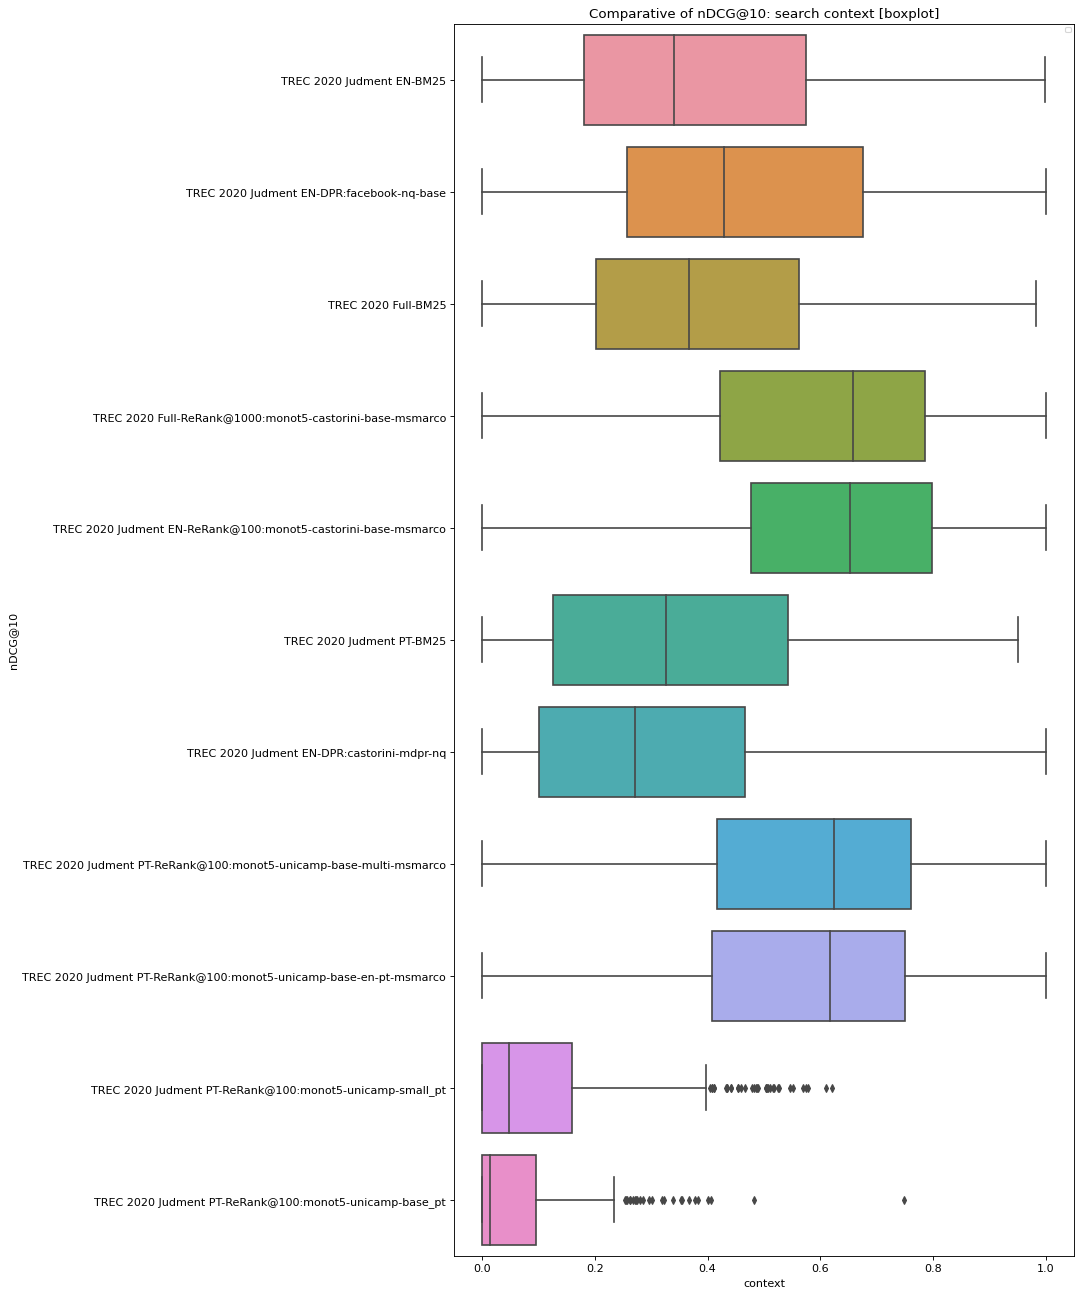 Comparative of nDCG@10: search context [boxplot]
TREC 2020 Judment EN-BM25
TREC 2020 Judment EN-DPR:facebook-nq-base
TREC 2020 Full-BM25
TREC 2020 Full-ReRank@1000:monot5-castorini-base-msmarco
TREC 2020 Judment EN-ReRank@100:monot5-castorini-base-msmarco
TREC 2020 Judment PT-BM25
TREC 2020 Judment EN-DPR:castorini-mdpr-nq
TREC 2020 Judment PT-ReRank@100:monot5-unicamp-base-multi-msmarco
TREC 2020 Judment PT-ReRank@100:monot5-unicamp-base-en-pt-msmarco
TREC 2020 Judment PT-ReRank@100:monot5-unicamp-small_pt
TREC 2020 Judment PT-ReRank@100:monot5-unicamp-base_pt
nDCG@10
0.0 0.2 0.4 0.6 0.8 1.0
context